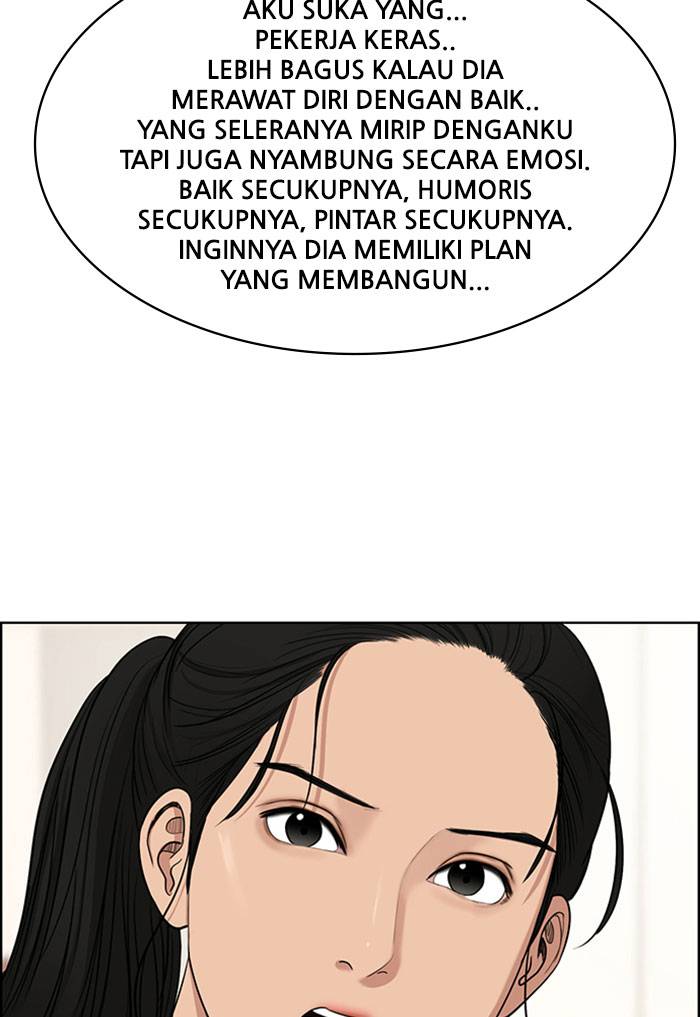 AKU SUKA YANG...
PEKERJA KERAS..
LEBIH BAGUS KALAU DIA
MERAWAT DIRI DENGAN BAIK..
YANG SELERANYA MIRIP DENGANKU
TAPI JUGA NYAMBUNG SECARA EMOSI.
BAIK SECUKUPNYA, HUMORIS
SECUKUPNYA, PINTAR SECUKUPNYA.
INGINNYA DIA MEMILIKI PLAN
YANG MEMBANGUN...